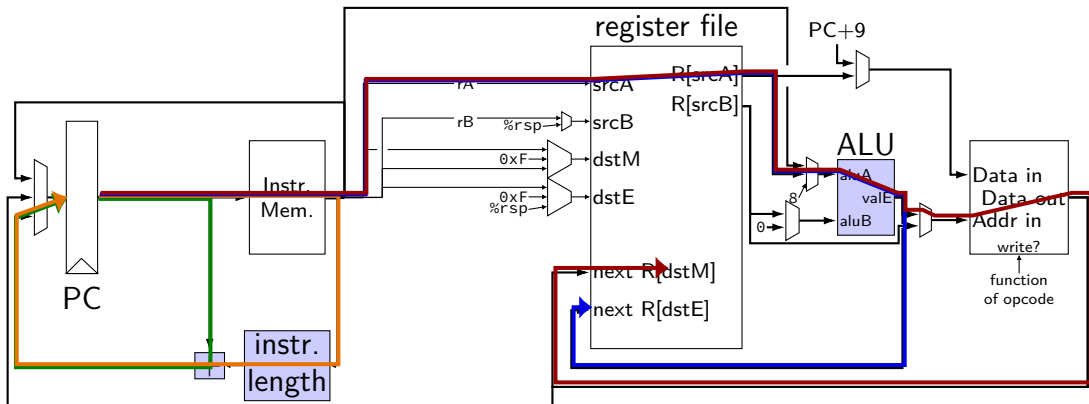 register file
PC+9
rA
srcA
R[srcA]
R[srcB]
rB
%rsp
srcB
0xF
dstM
0xF
%rsp
dstE
ALU
aluA
valE
8
0
aluB
Instr.
Mem.
PC
Data in
Data out
Addr in
write?
function
of opcode
next R[dstM]
next R[dstE]
+
instr.
length